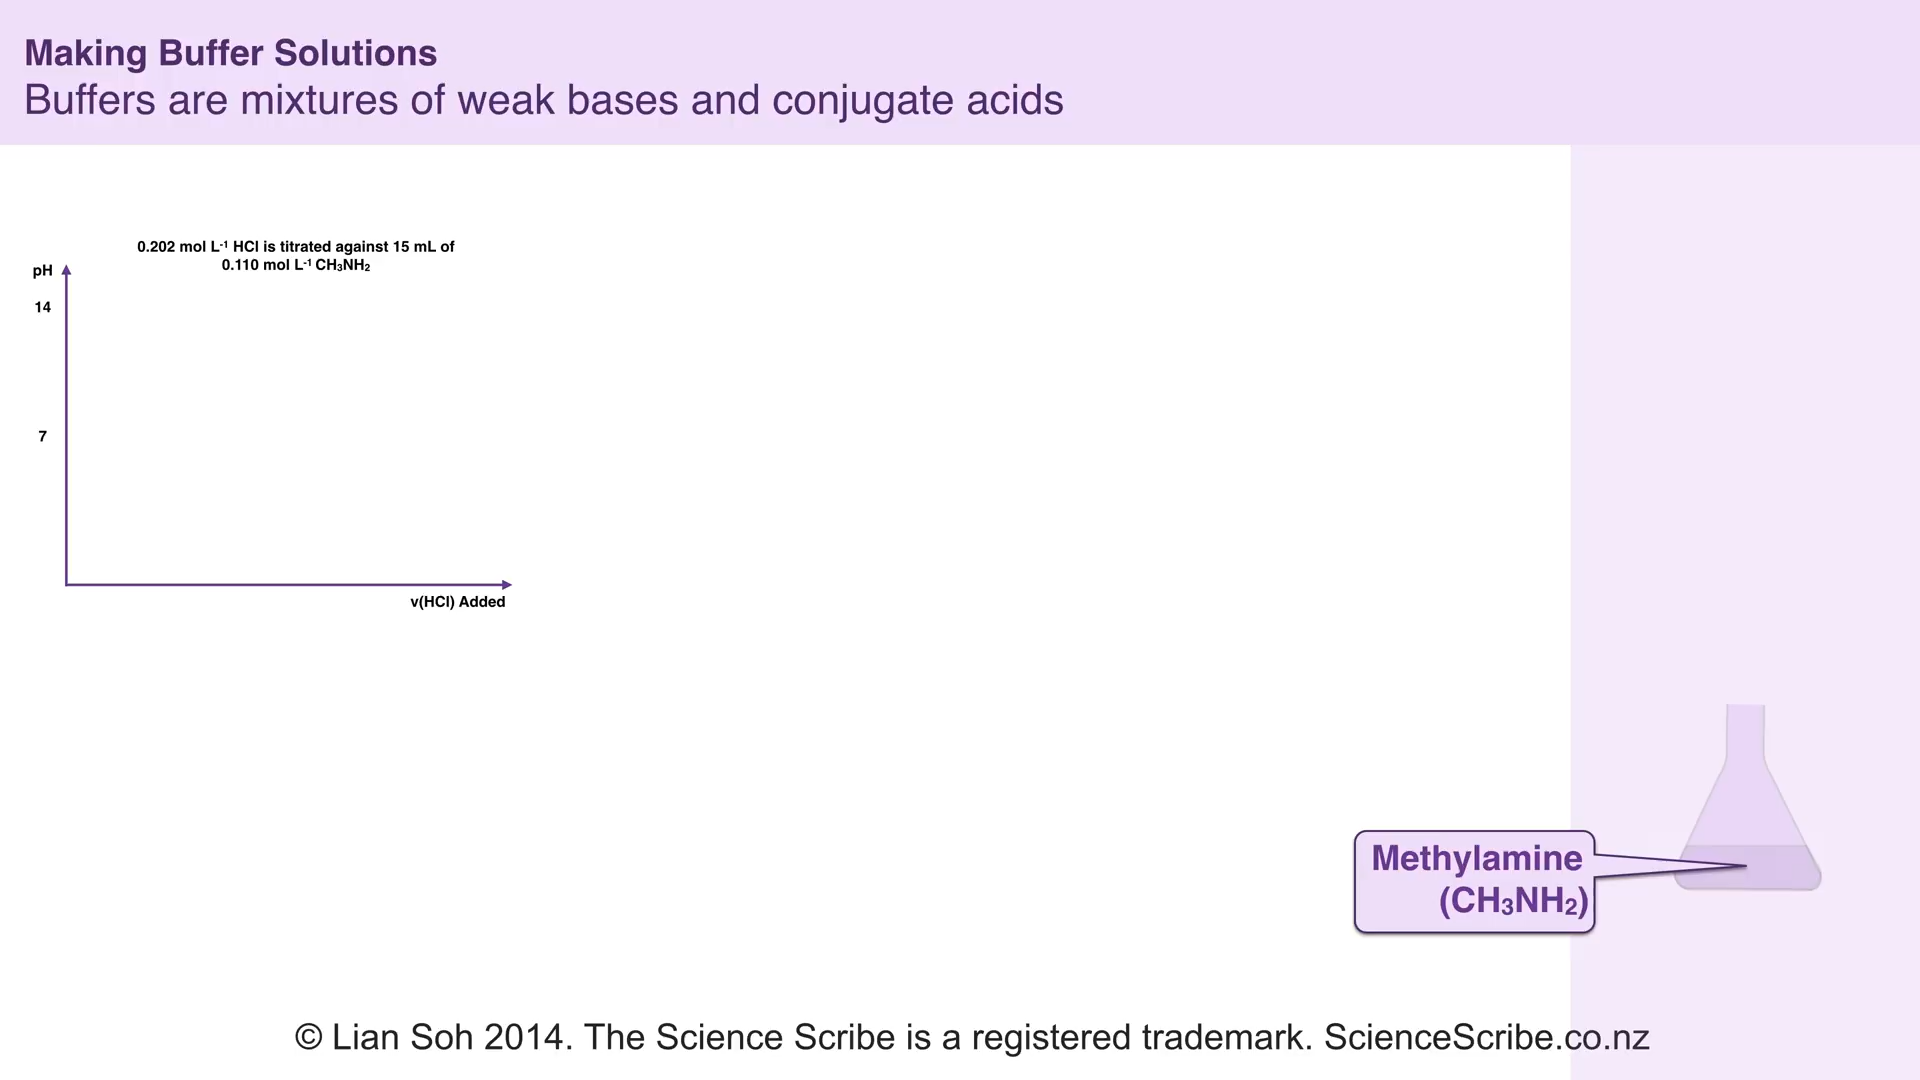 Making Buffer Solutions
Buffers are mixtures of weak bases and conjugate acids
0.202 mol L⁻¹ HCl is titrated against 15 mL of
0.110 mol L⁻¹ CH₃NH₂
pH
14
7
v(HCl) Added
Methylamine
(CH₃NH₂)
© Lian Soh 2014. The Science Scribe is a registered trademark. ScienceScribe.co.nz